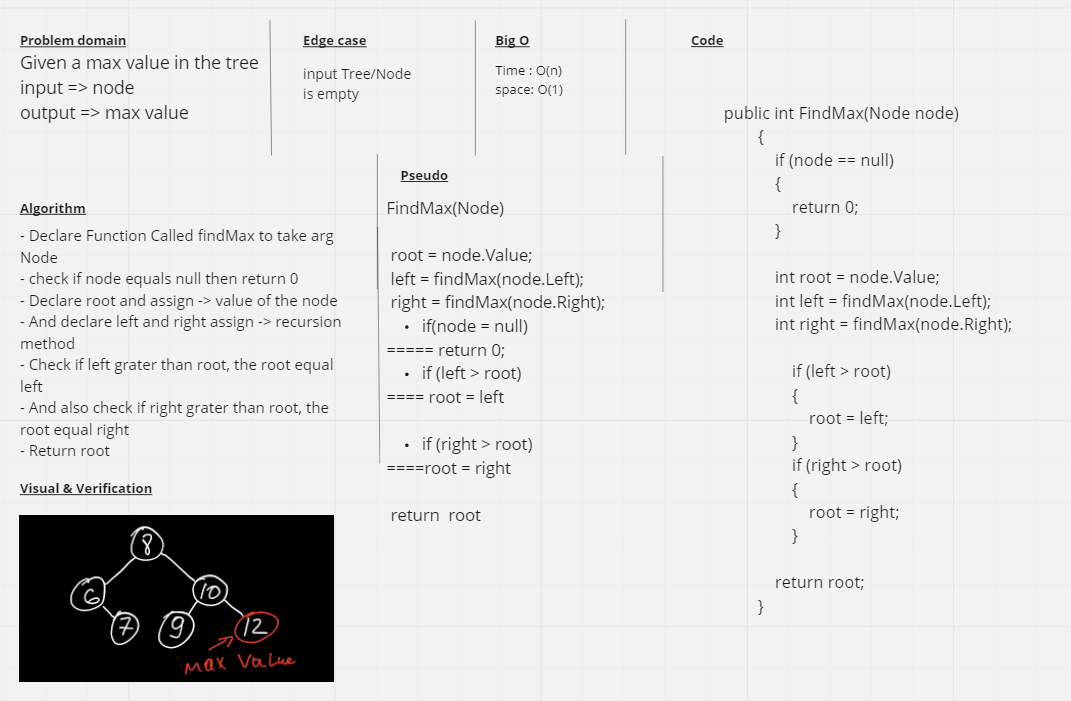 Problem domain
Given a max value in the tree
input => node
output => max value
Edge case
input Tree/Node
is empty
Big O
Time : O(n)
space: O(1)
Algorithm
- Declare Function Called findMax to take arg
Node
- check if node equals null then return 0
- Declare root and assign -> value of the node
- And declare left and right assign -> recursion
method
- Check if left grater than root, the root equal
left
- And also check if right grater than root, the
root equal right
- Return root
Visual & Verification
8
6
10
7
9
12
Max Value
Pseudo
FindMax(Node)
root = node.Value;
left = findMax(node.Left);
right = findMax(node.Right);
• if(node = null)
===== return 0;
• if (left > root)
==== root = left
• if (right > root)
====root = right
return root
Code
public int FindMax(Node node)
{
if (node == null)
{
return 0;
}
int root = node.Value;
int left = findMax(node.Left);
int right = findMax(node.Right);
if (left > root)
{
root = left;
}
if (right > root)
{
root = right;
}
return root;
}